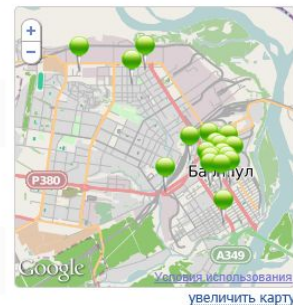 +
−
Барнаул
P380
A349
Google
Условия использования
увеличить карту